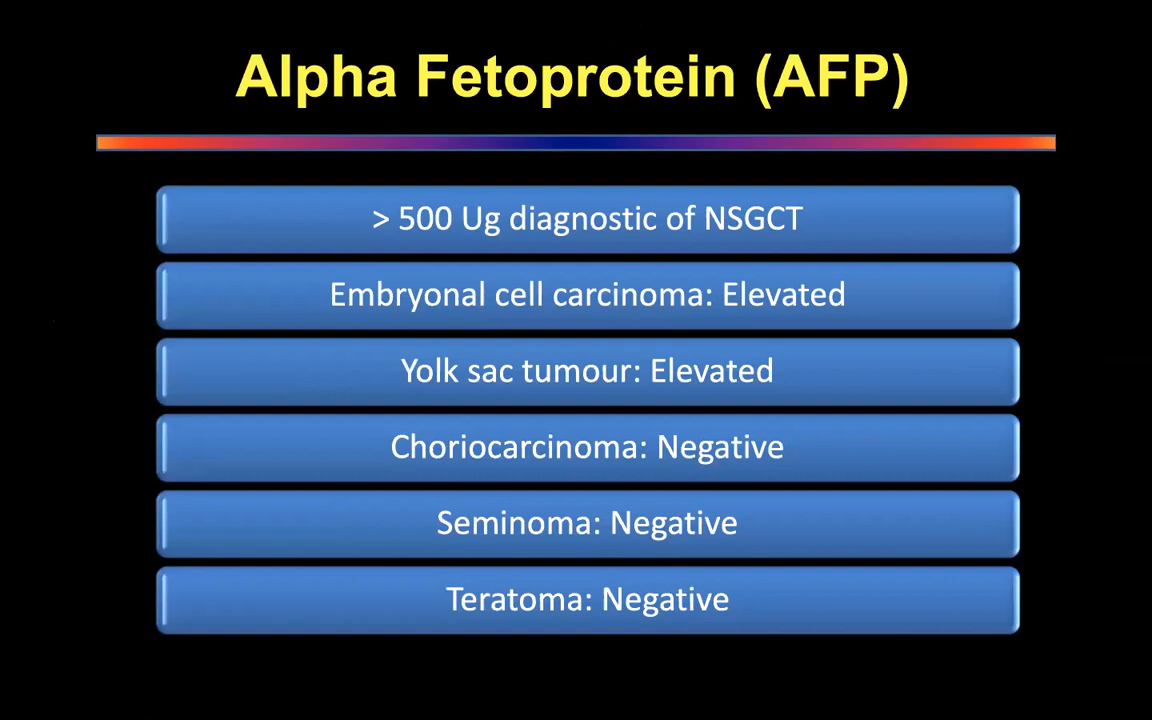 Alpha Fetoprotein (AFP)
> 500 Ug diagnostic of NSGCT
Embryonal cell carcinoma: Elevated
Yolk sac tumour: Elevated
Choriocarcinoma: Negative
Seminoma: Negative
Teratoma: Negative